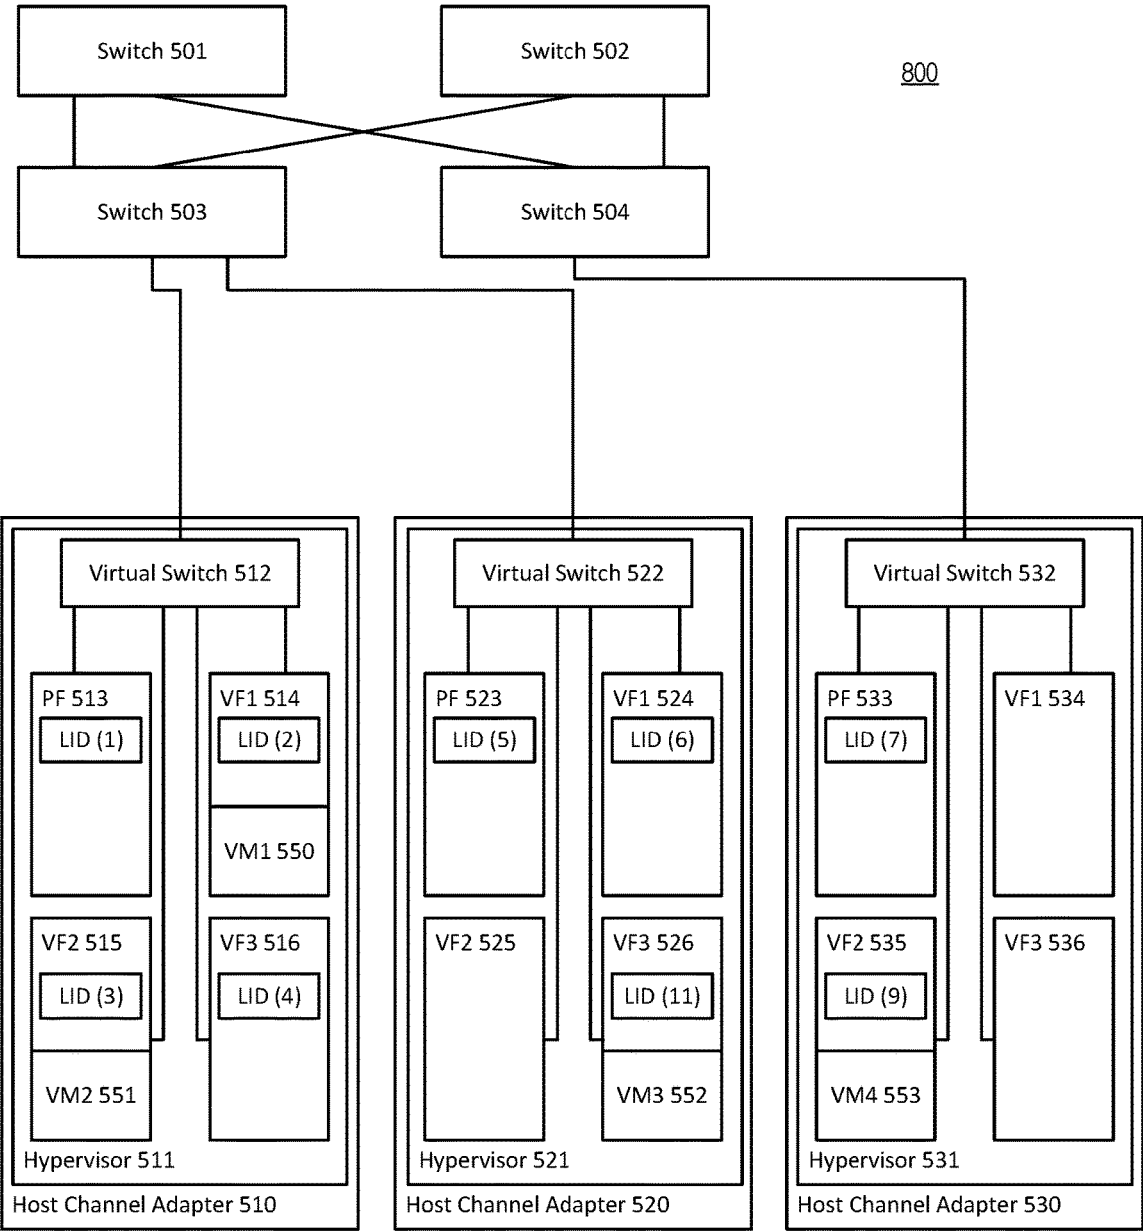 Switch 501
Switch 502
800
Switch 503
Switch 504
Virtual Switch 512
Virtual Switch 522
Virtual Switch 532
PF 513
LID (1)
VF1 514
LID (2)
VM1 550
VF2 515
LID (3)
VM2 551
VF3 516
LID (4)
Hypervisor 511
Host Channel Adapter 510
PF 523
LID (5)
VF1 524
LID (6)
VF2 525
VF3 526
LID (11)
VM3 552
Hypervisor 521
Host Channel Adapter 520
PF 533
LID (7)
VF1 534
VF2 535
LID (9)
VM4 553
VF3 536
Hypervisor 531
Host Channel Adapter 530